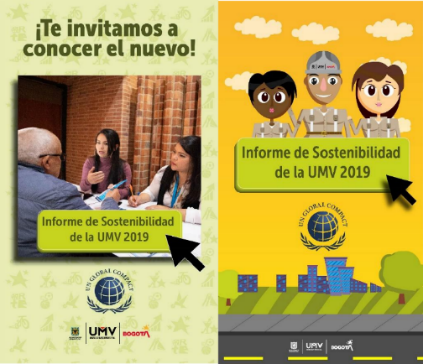 ¡Te invitamos a
conocer el nuevo!
Informe de Sostenibilidad
de la UMV 2019
UN GLOBAL COMPACT
UMV
BOGOTÁ
UMV
Informe de Sostenibilidad
de la UMV 2019
UN GLOBAL COMPACT
UMV
BOGOTÁ